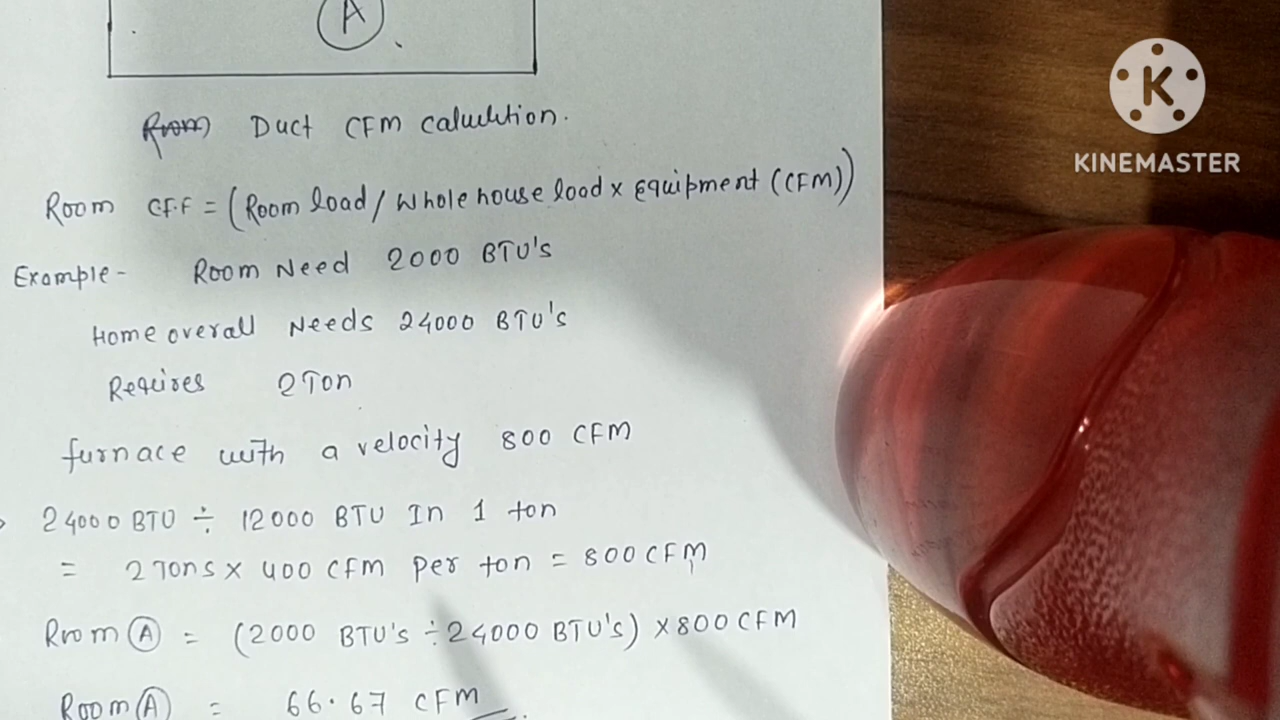 A
Room Duct CFM calculation.
Room CF.F = (Room load / Whole house load x Equipment (CFM))
Example - Room Need 2000 BTU's
Home overall Needs 24000 BTU's
Requires 2 Ton
furnace with a velocity 800 CFM
24000 BTU ÷ 12000 BTU In 1 ton
= 2 Tons x 400 CFM per ton = 800 CFM
Room A = (2000 BTU's ÷ 24000 BTU's) x 800 CFM
Room A = 66.67 CFM
K
KINEMASTER